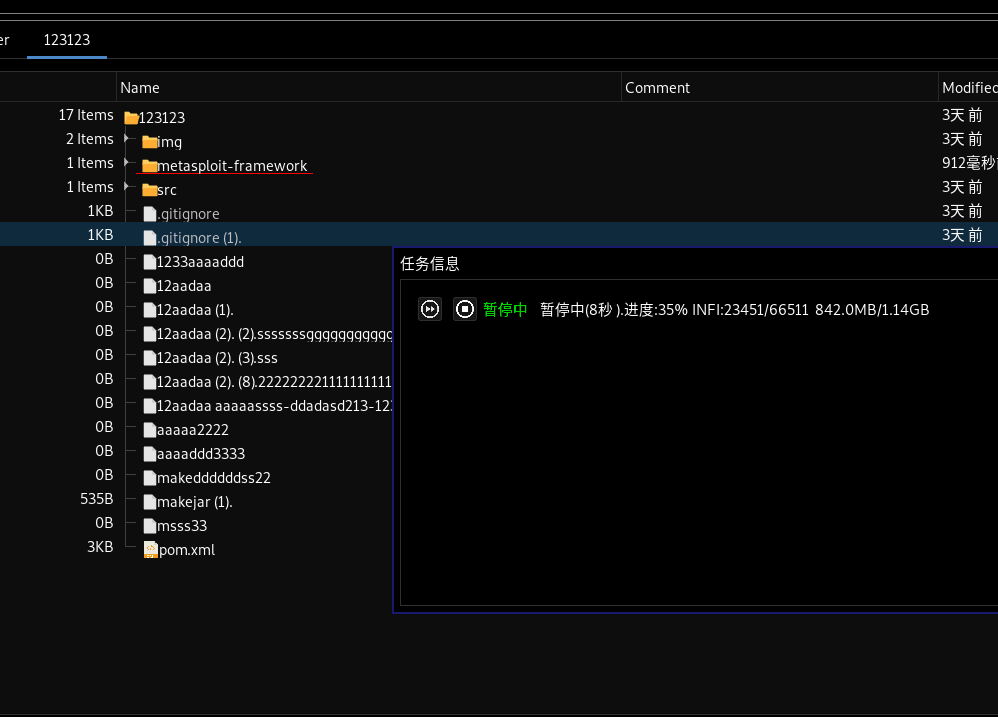 er 123123
Name Comment Modified
17 Items 123123 3天 前
2 Items img 3天 前
1 Items metasploit-framework 912毫秒
1 Items src 3天 前
1KB .gitignore 3天 前
1KB .gitignore (1). 3天 前
0B 1233aaaaddd
0B 12aadaa
0B 12aadaa (1).
0B 12aadaa (2). (2).sssssssggggggggggg
0B 12aadaa (2). (3).sss
0B 12aadaa (2). (8).222222221111111111
0B 12aadaa aaaaassss-ddadasd213-12
0B aaaaa2222
0B aaaaddd3333
0B makeddddddss22
535B makejar (1).
0B msss33
3KB pom.xml
任务信息
暂停中 暂停中(8秒 ).进度:35% INFI:23451/66511 842.0MB/1.14GB